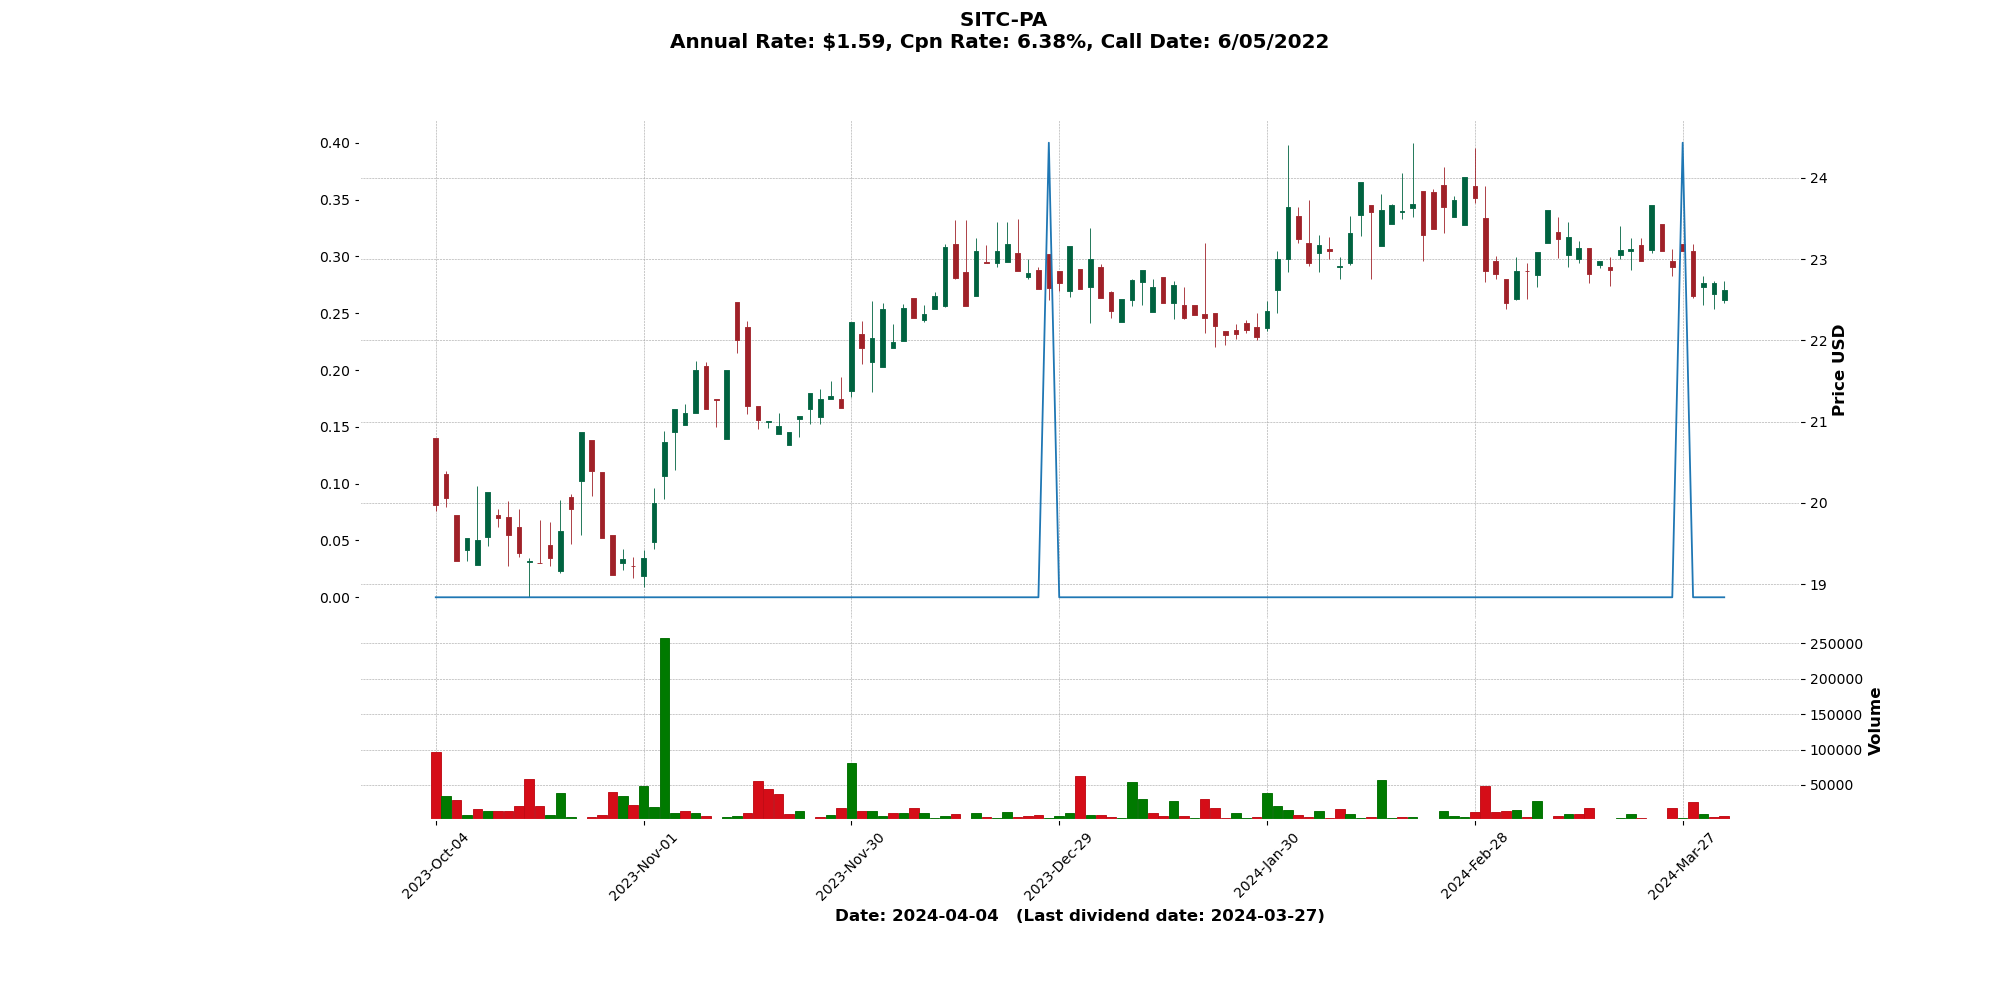 SITC-PA
Annual Rate: $1.59, Cpn Rate: 6.38%, Call Date: 6/05/2022
0.40
0.35
0.30
0.25
0.20
0.15
0.10
0.05
0.00
24
23
22
21
20
19
Price USD
250000
200000
150000
100000
50000
Volume
2023-Oct-04
2023-Nov-01
2023-Nov-30
2023-Dec-29
2024-Jan-30
2024-Feb-28
2024-Mar-27
Date: 2024-04-04 (Last dividend date: 2024-03-27)